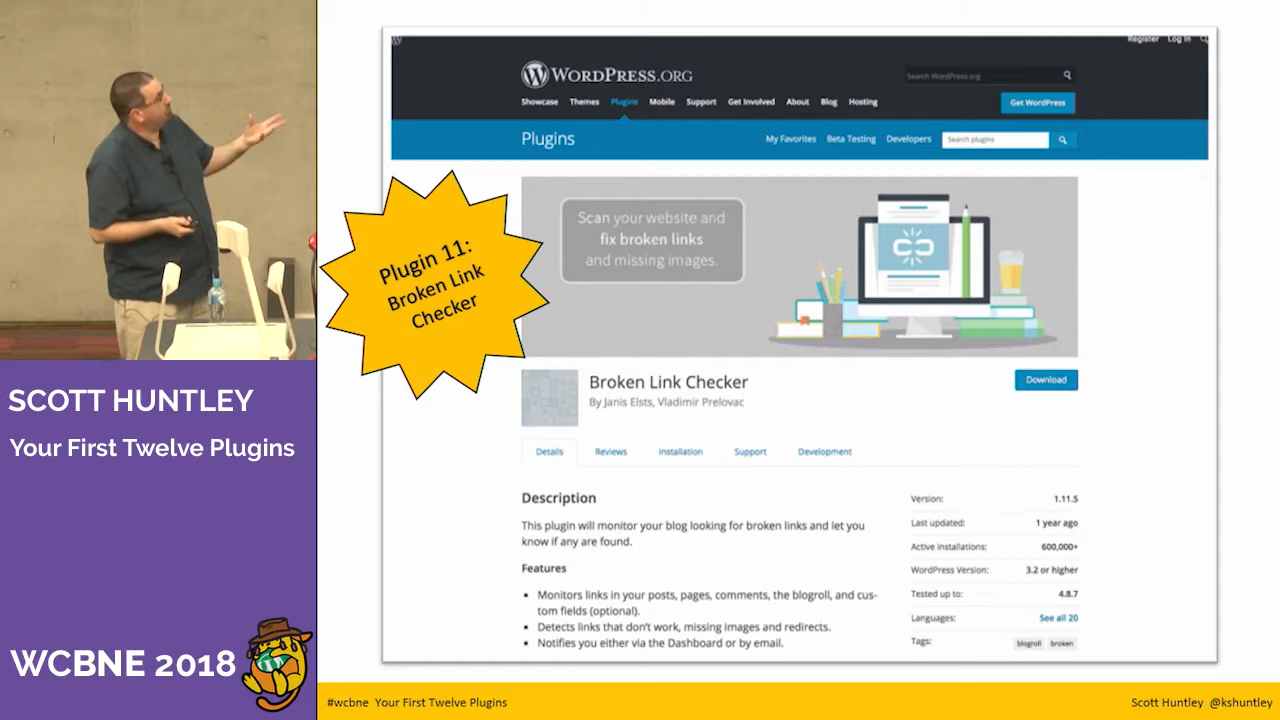 SCOTT HUNTLEY
Your First Twelve Plugins
WCBNE 2018
Register Log In
WORDPRESS.ORG
Search WordPress.org
Showcase Themes Plugins Mobile Support Get Involved About Blog Hosting
Get WordPress
Plugins
My Favorites Beta Testing Developers
Search plugins
Scan your website and
fix broken links
and missing images.
Plugin 11:
Broken Link
Checker
Broken Link Checker
By Janis Elsts, Vladimir Prelovac
Download
Details Reviews Installation Support Development
Description
This plugin will monitor your blog looking for broken links and let you
know if any are found.
Features
• Monitors links in your posts, pages, comments, the blogroll, and cus-
tom fields (optional).
• Detects links that don't work, missing images and redirects.
• Notifies you either via the Dashboard or by email.
Version: 1.11.5
Last updated: 1 year ago
Active installations: 600,000+
WordPress Version: 3.2 or higher
Tested up to: 4.8.7
Languages: See all 20
Tags: blogroll broken
#wcbne Your First Twelve Plugins
Scott Huntley @kshuntley